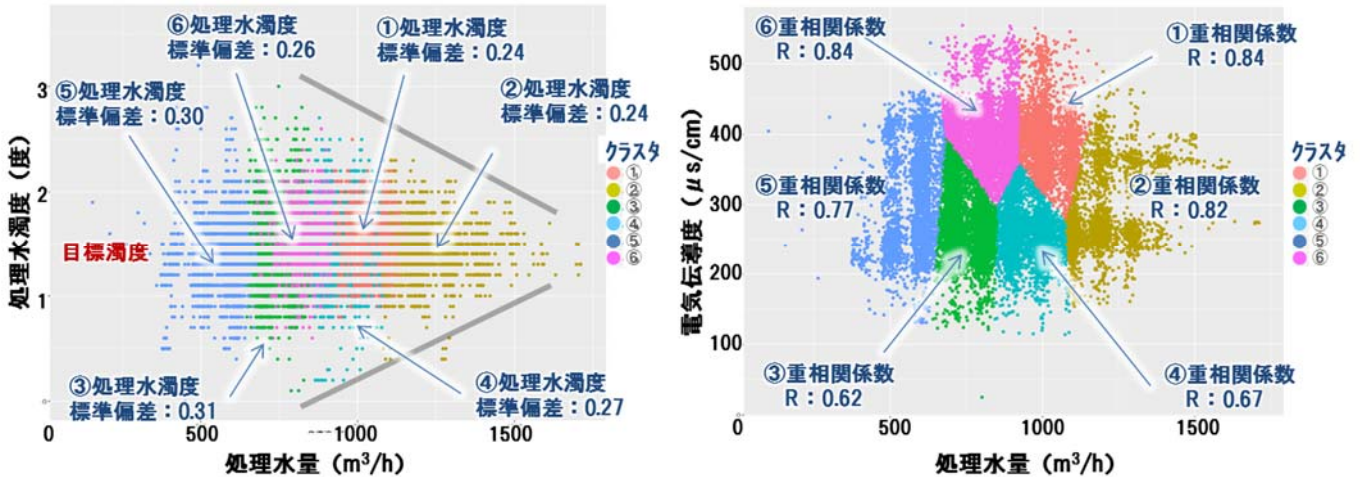 ⑥処理水濁度
標準偏差：0.26
①処理水濁度
標準偏差：0.24
②処理水濁度
標準偏差：0.24
⑤処理水濁度
標準偏差：0.30
目標濁度
③処理水濁度
標準偏差：0.31
④処理水濁度
標準偏差：0.27
処理水濁度（度）
3
2
1
0
0
500
1000
1500
処理水量（m³/h）
クラスタ
①
②
③
④
⑤
⑥
⑥重相関係数
R：0.84
①重相関係数
R：0.84
⑤重相関係数
R：0.77
②重相関係数
R：0.82
③重相関係数
R：0.62
④重相関係数
R：0.67
電気伝導度（μs/cm）
500
400
300
200
100
0
0
500
1000
1500
処理水量（m³/h）
クラスタ
①
②
③
④
⑤
⑥